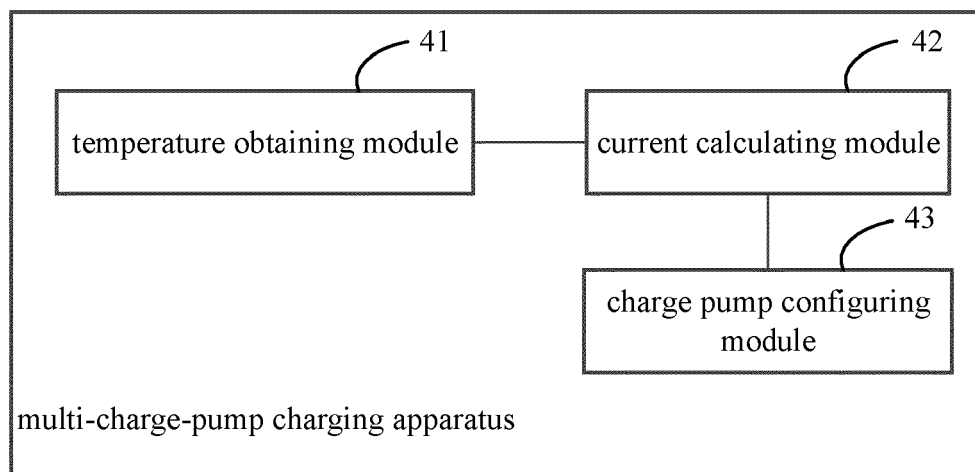 41
42
temperature obtaining module
current calculating module
43
charge pump configuring
module
multi-charge-pump charging apparatus